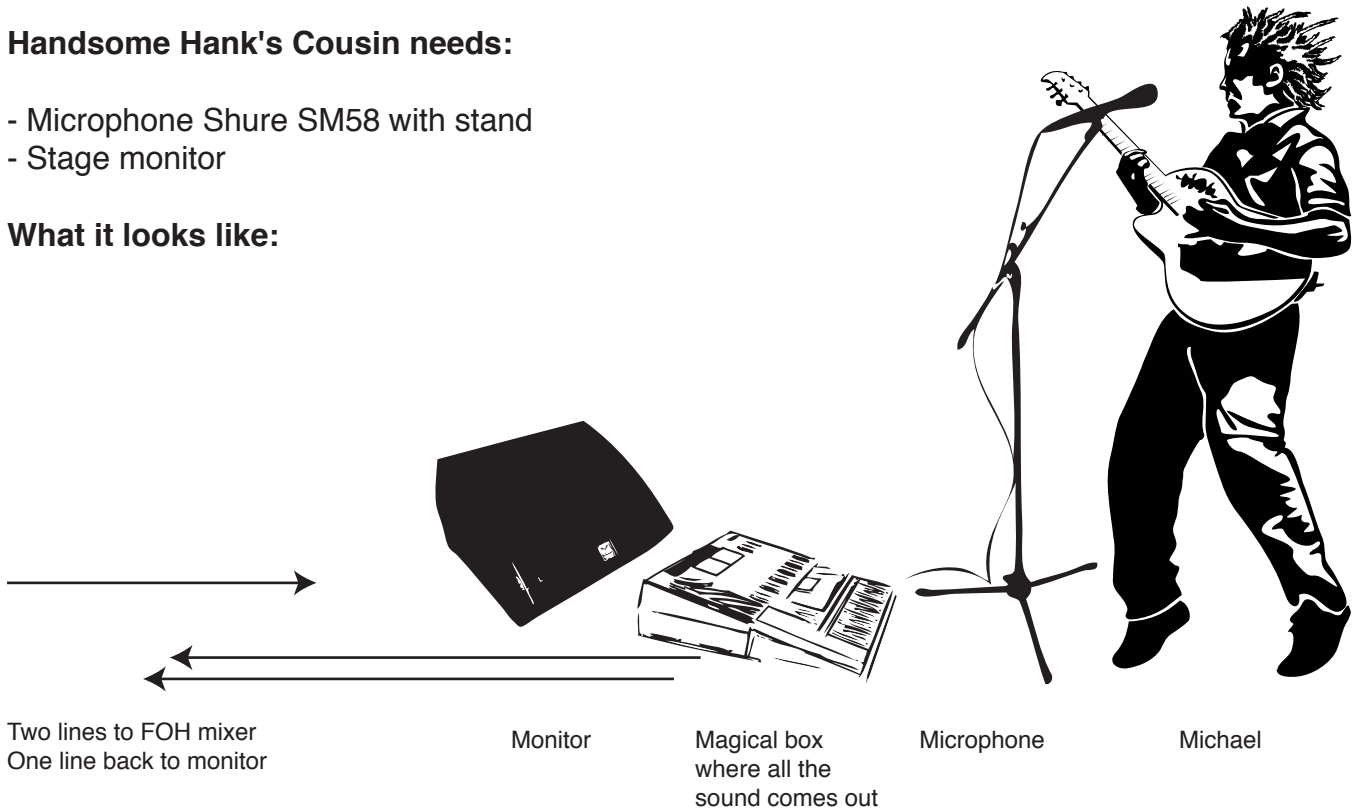 Handsome Hank's Cousin needs:
- Microphone Shure SM58 with stand
- Stage monitor
What it looks like:
Two lines to FOH mixer
One line back to monitor
Monitor
Magical box
where all the
sound comes out
Microphone
Michael